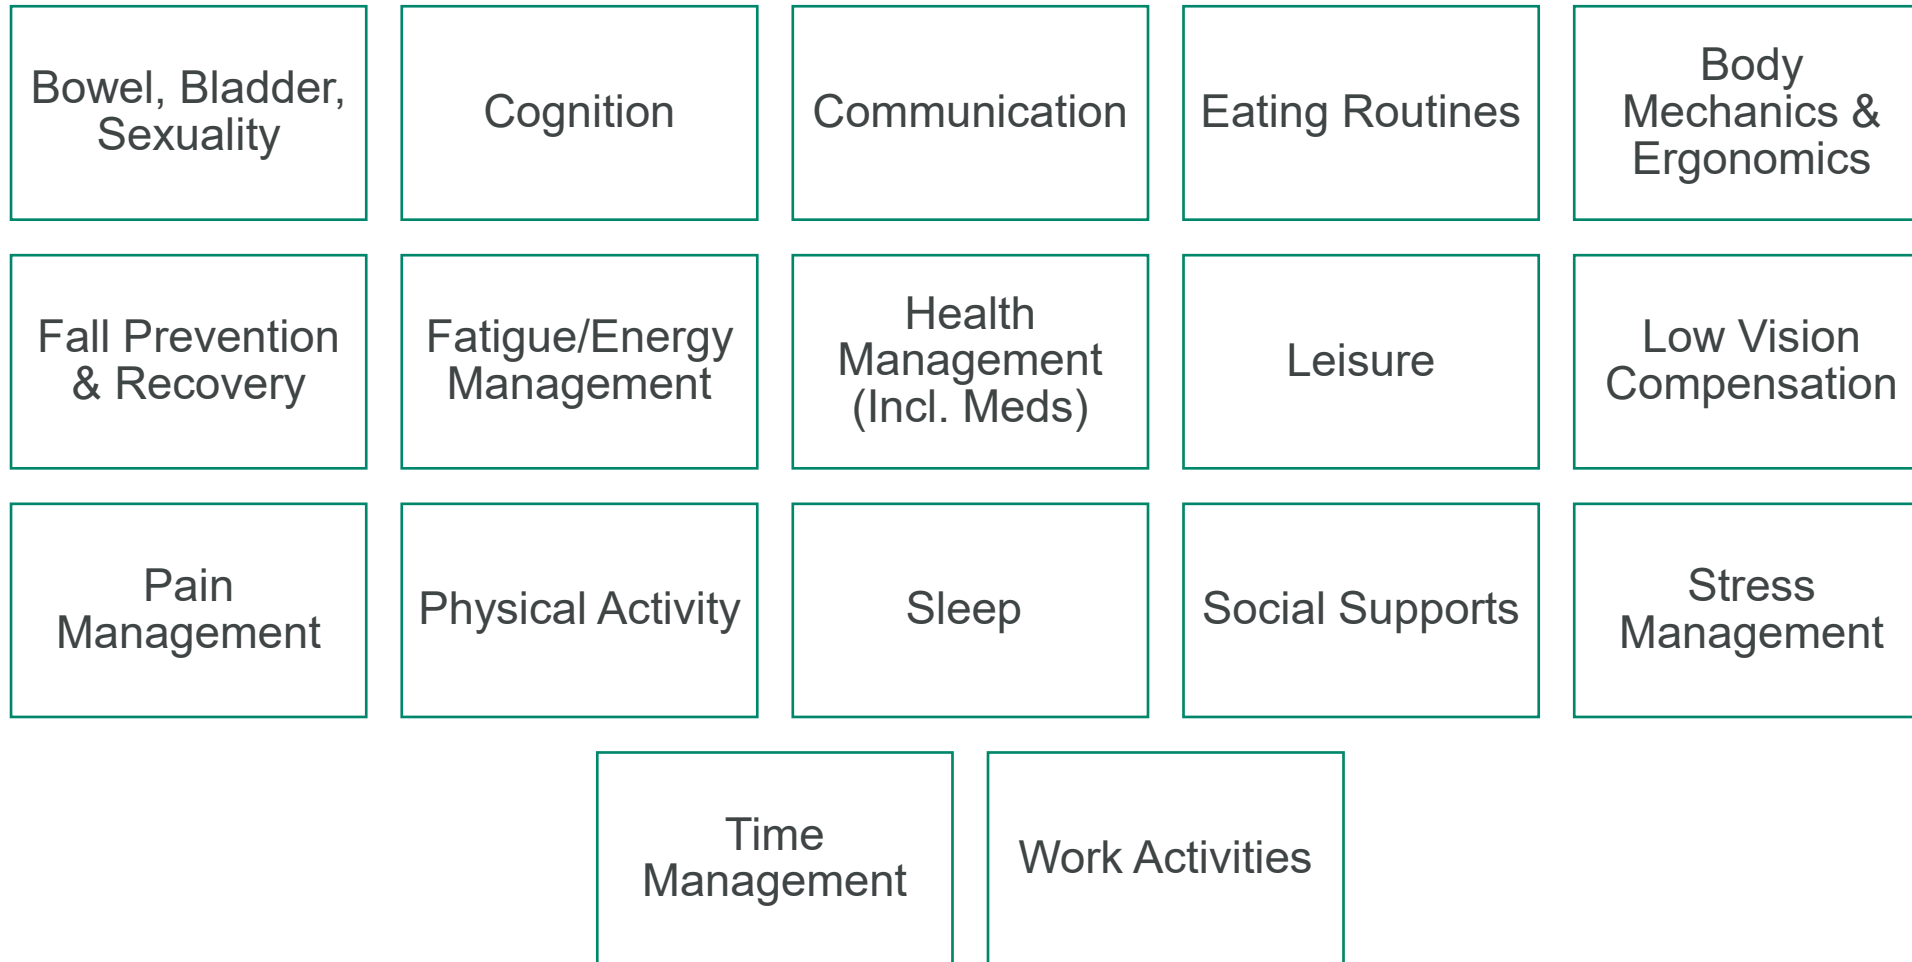 Bowel, Bladder,
Sexuality
Cognition
Communication
Eating Routines
Body
Mechanics &
Ergonomics
Fall Prevention
& Recovery
Fatigue/Energy
Management
Health
Management
(Incl. Meds)
Leisure
Low Vision
Compensation
Pain
Management
Physical Activity
Sleep
Social Supports
Stress
Management
Time
Management
Work Activities